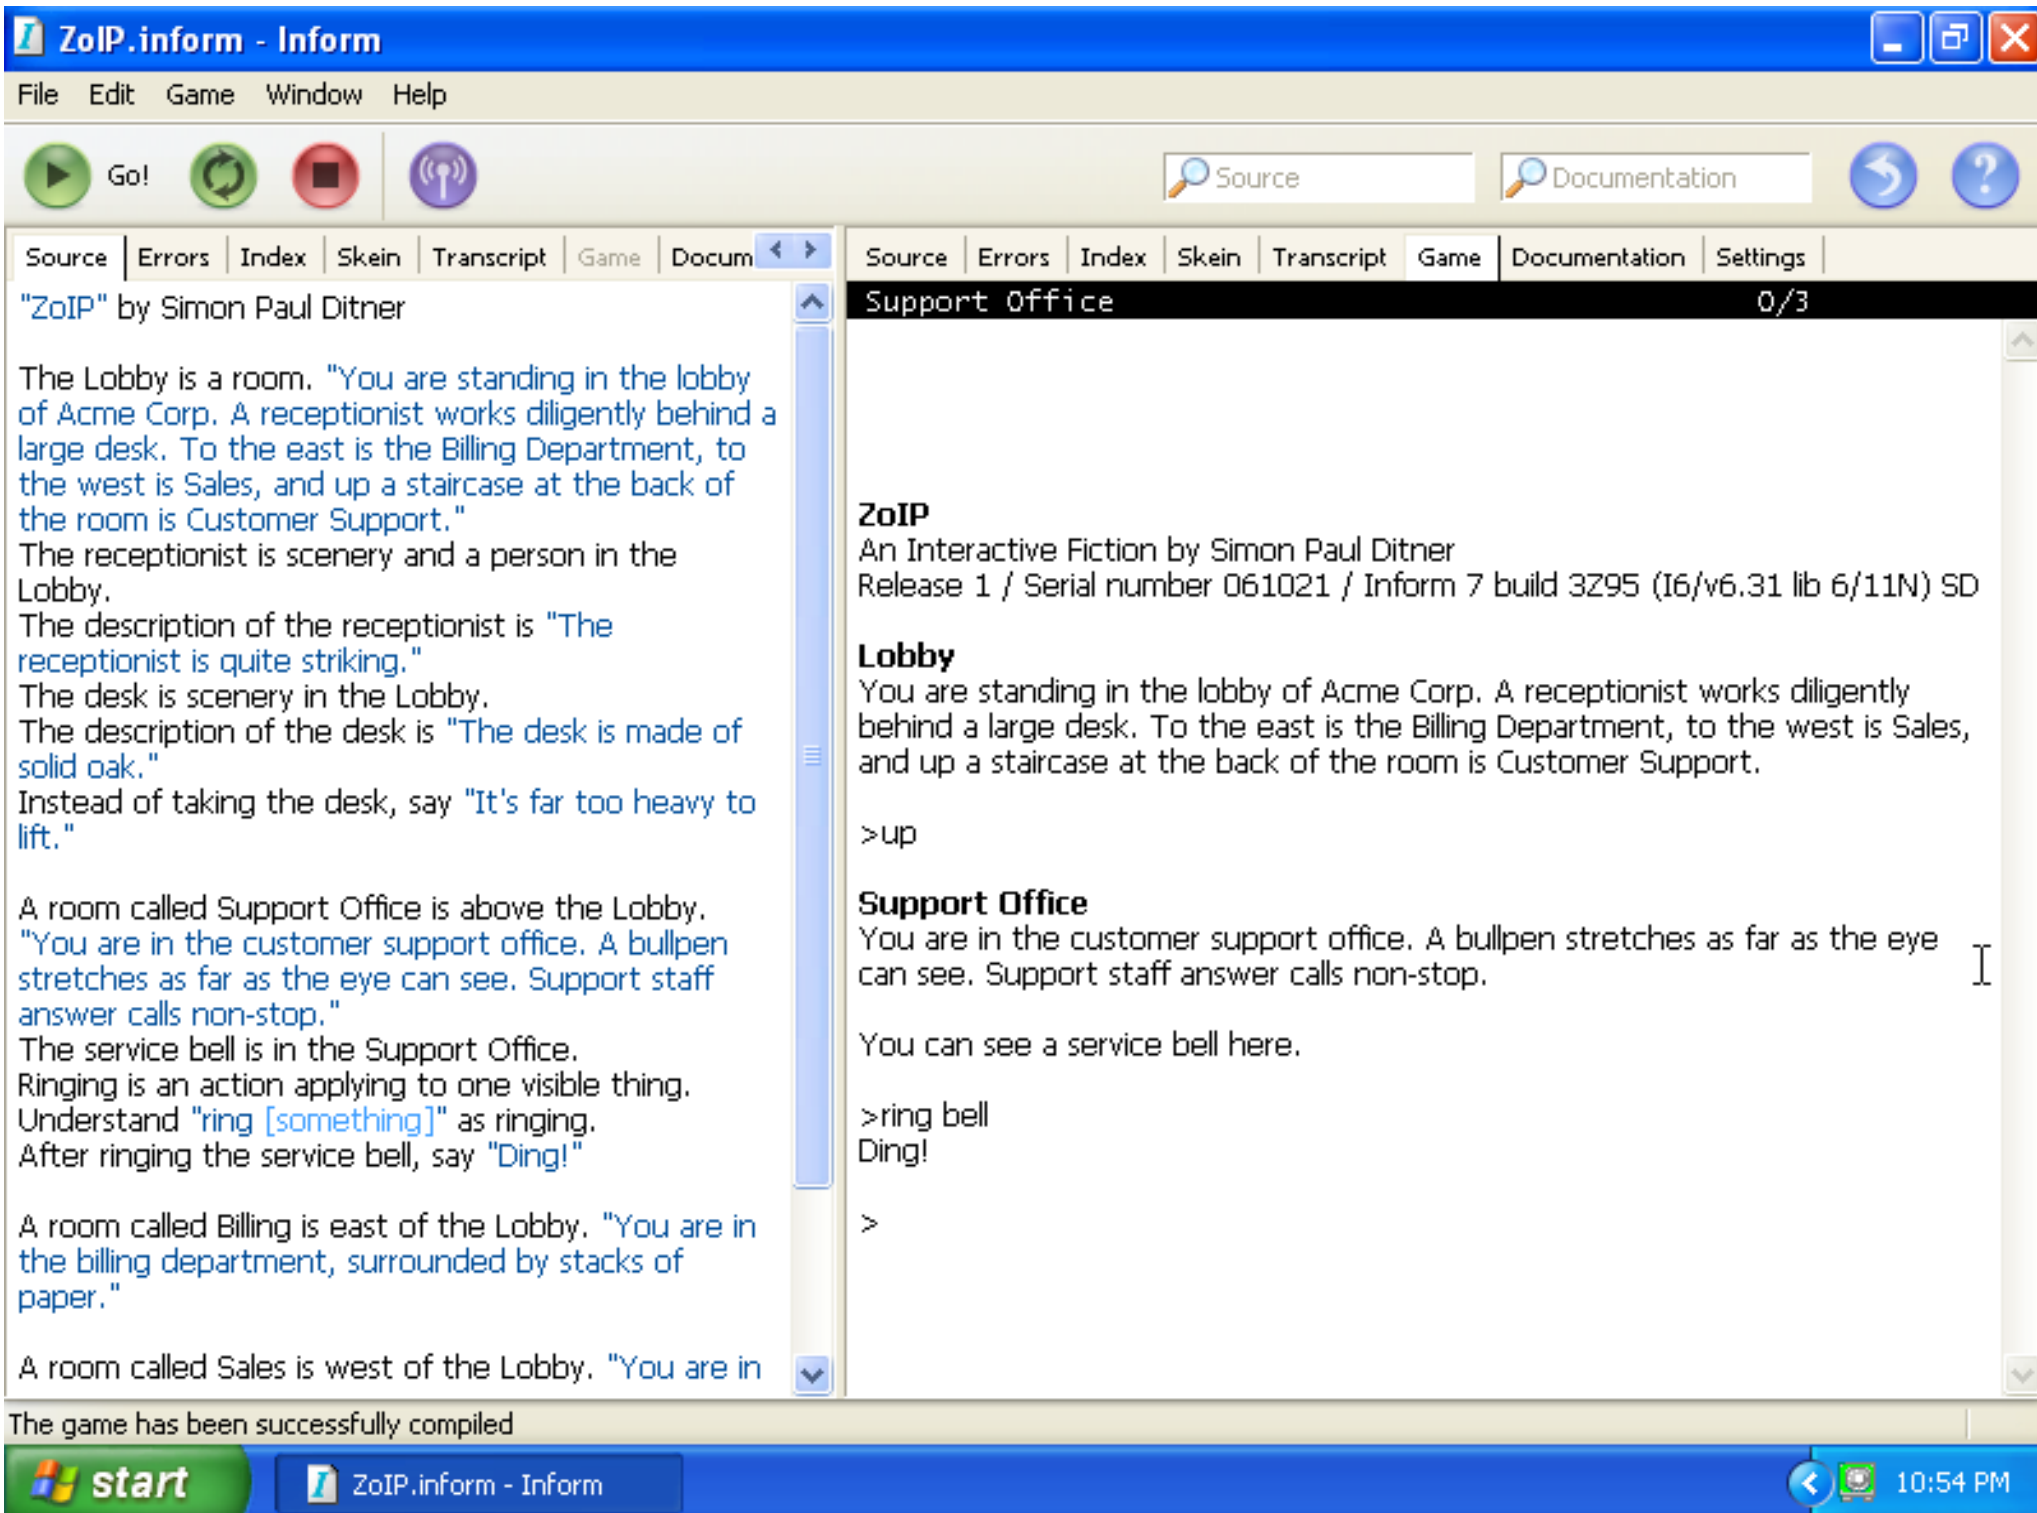 ZoIP.inform - Inform
File Edit Game Window Help
Go! Source Documentation
Source Errors Index Skein Transcript Game Docum
"ZoIP" by Simon Paul Ditner
The Lobby is a room. "You are standing in the lobby
of Acme Corp. A receptionist works diligently behind a
large desk. To the east is the Billing Department, to
the west is Sales, and up a staircase at the back of
the room is Customer Support."
The receptionist is scenery and a person in the
Lobby.
The description of the receptionist is "The
receptionist is quite striking."
The desk is scenery in the Lobby.
The description of the desk is "The desk is made of
solid oak."
Instead of taking the desk, say "It's far too heavy to
lift."
A room called Support Office is above the Lobby.
"You are in the customer support office. A bullpen
stretches as far as the eye can see. Support staff
answer calls non-stop."
The service bell is in the Support Office.
Ringing is an action applying to one visible thing.
Understand "ring [something]" as ringing.
After ringing the service bell, say "Ding!"
A room called Billing is east of the Lobby. "You are in
the billing department, surrounded by stacks of
paper."
A room called Sales is west of the Lobby. "You are in
Source Errors Index Skein Transcript Game Documentation Settings
Support Office 0/3
ZoIP
An Interactive Fiction by Simon Paul Ditner
Release 1 / Serial number 061021 / Inform 7 build 3Z95 (I6/v6.31 lib 6/11N) SD
Lobby
You are standing in the lobby of Acme Corp. A receptionist works diligently
behind a large desk. To the east is the Billing Department, to the west is Sales,
and up a staircase at the back of the room is Customer Support.
>up
Support Office
You are in the customer support office. A bullpen stretches as far as the eye
can see. Support staff answer calls non-stop.
You can see a service bell here.
>ring bell
Ding!
>
The game has been successfully compiled
start ZoIP.inform - Inform 10:54 PM